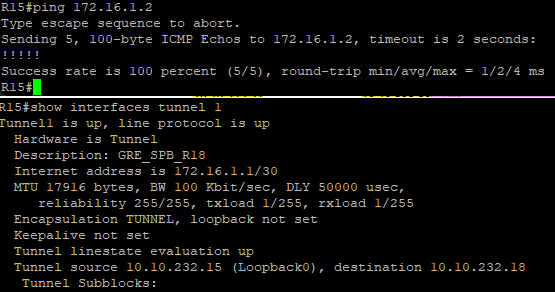 R15#ping 172.16.1.2
Type escape sequence to abort.
Sending 5, 100-byte ICMP Echos to 172.16.1.2, timeout is 2 seconds:
!!!!!
Success rate is 100 percent (5/5), round-trip min/avg/max = 1/2/4 ms
R15#
R15#show interfaces tunnel 1
Tunnel1 is up, line protocol is up
  Hardware is Tunnel
  Description: GRE_SPB_R18
  Internet address is 172.16.1.1/30
  MTU 17916 bytes, BW 100 Kbit/sec, DLY 50000 usec,
     reliability 255/255, txload 1/255, rxload 1/255
  Encapsulation TUNNEL, loopback not set
  Keepalive not set
  Tunnel linestate evaluation up
  Tunnel source 10.10.232.15 (Loopback0), destination 10.10.232.18
   Tunnel Subblocks: